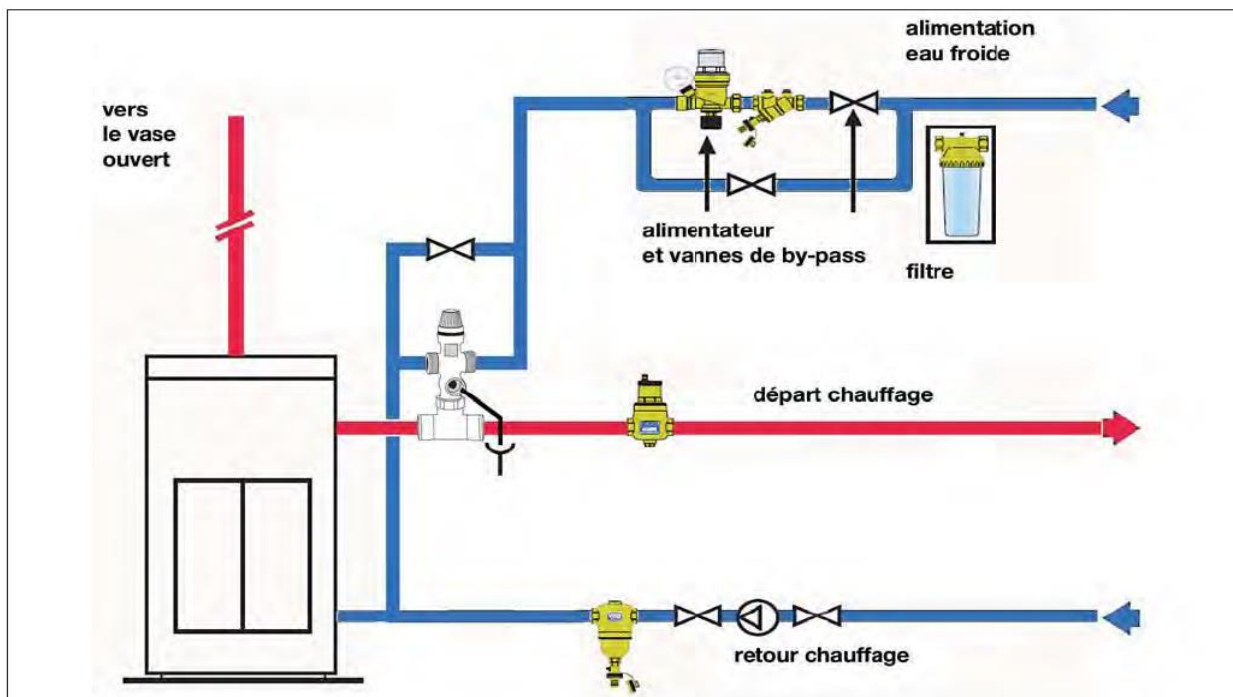 alimentation
eau froide
vers
le vase
ouvert
alimentateur
et vannes de by-pass
filtre
départ chauffage
retour chauffage